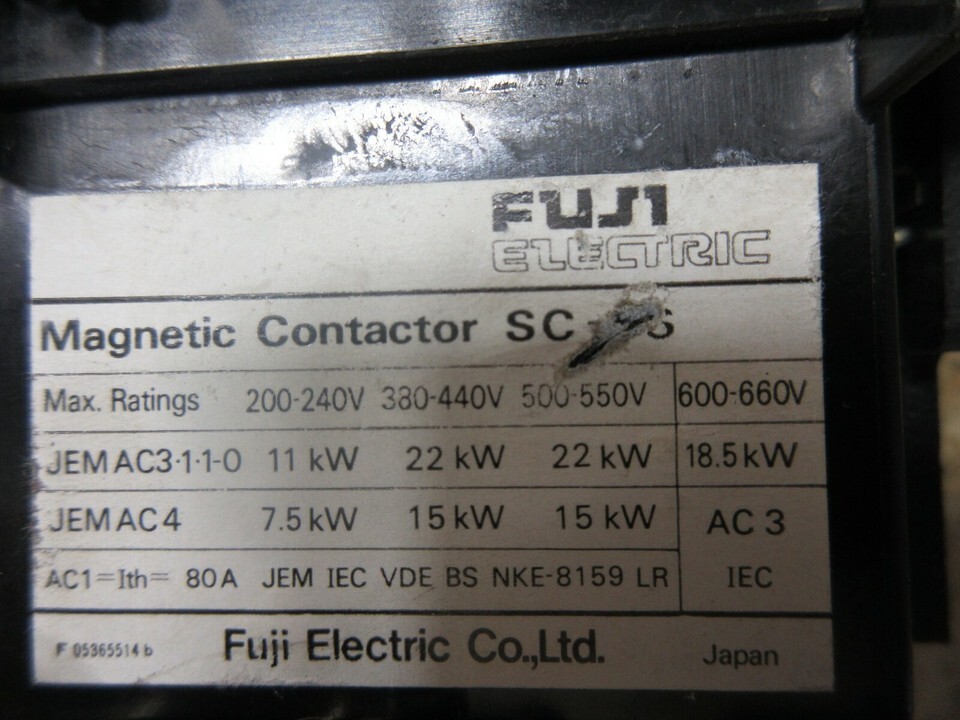 FUJI
ELECTRIC
Magnetic Contactor SC
Max. Ratings 200-240V 380-440V 500-550V 600-660V
JEM AC3·1·1-0 11 kW 22 kW 22 kW 18.5 kW
JEM AC4 7.5 kW 15 kW 15 kW AC 3
AC1=Ith= 80A JEM IEC VDE BS NKE-8159 LR IEC
F 05365514 b Fuji Electric Co.,Ltd. Japan